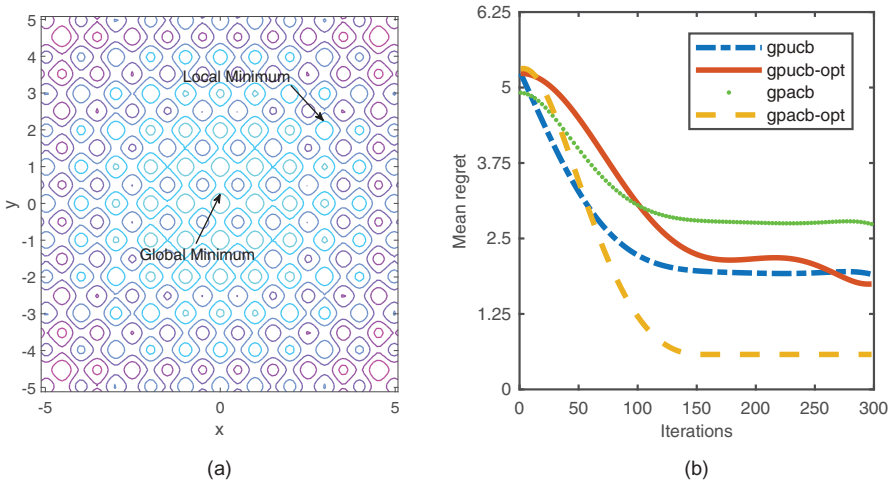 5
4
3
2
1
0
-1
-2
-3
-4
-5
y
-5
0
5
x
Local Minimum
Global Minimum
(a)
6.25
5
3.75
2.5
1.25
0
Mean regret
0
50
100
150
200
250
300
Iterations
gpucb
gpucb-opt
gpacb
gpacb-opt
(b)